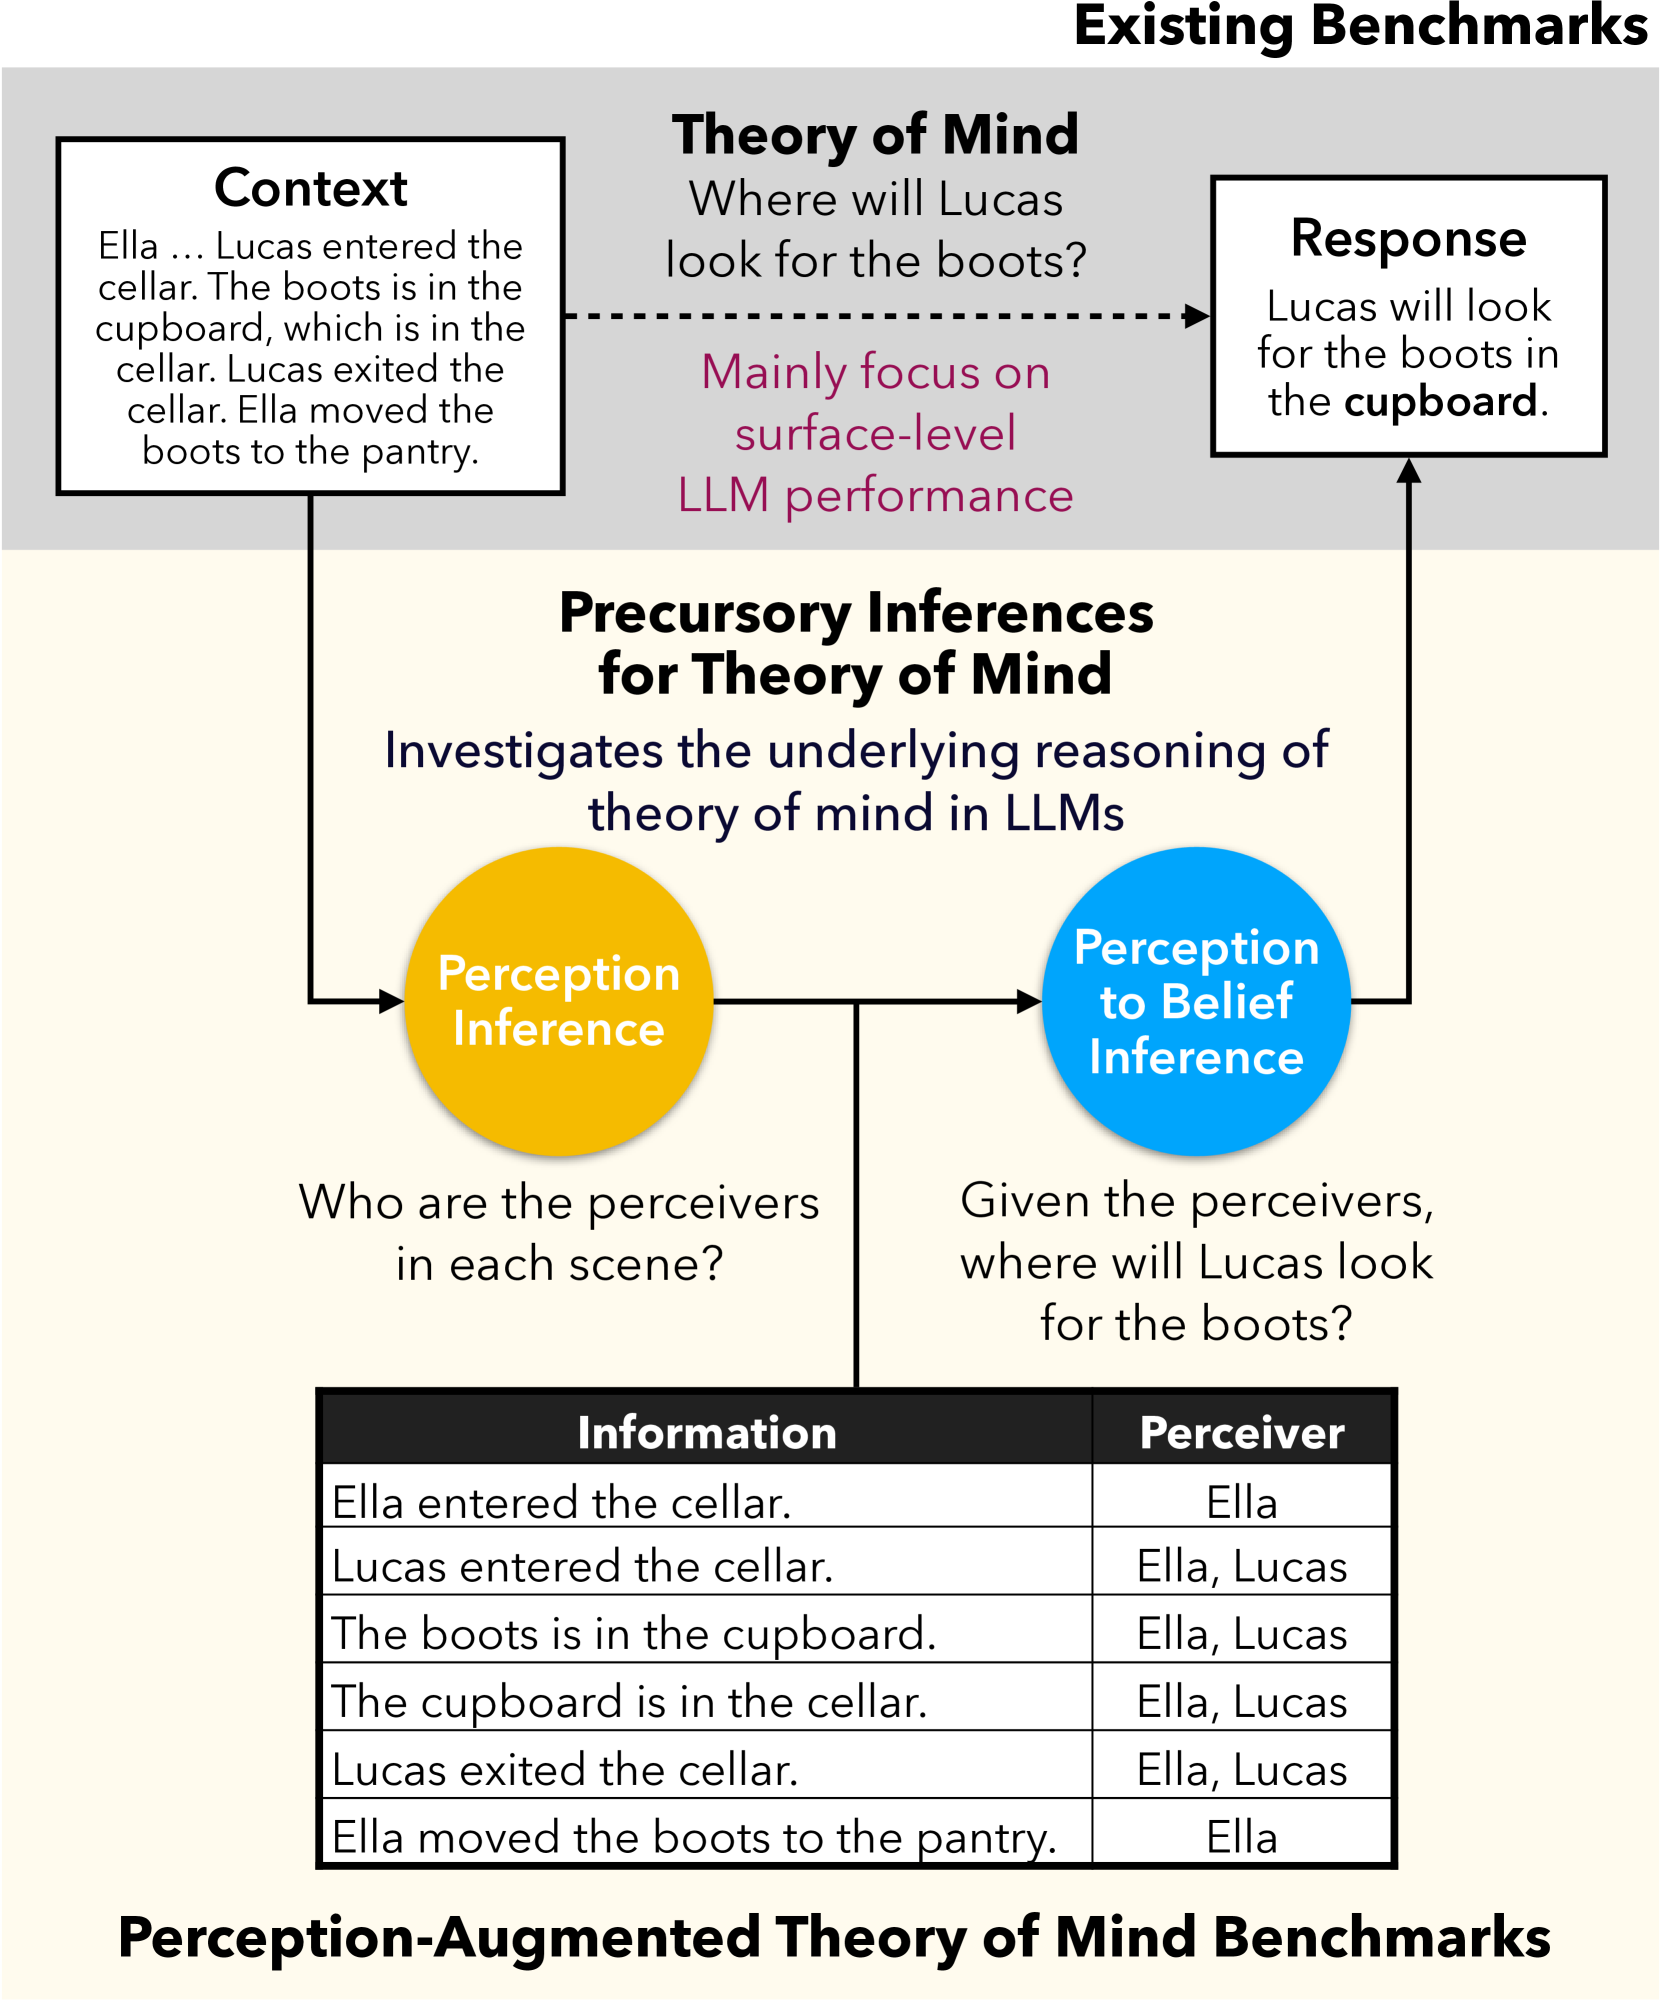 Existing Benchmarks
Context
Ella … Lucas entered the
cellar. The boots is in the
cupboard, which is in the
cellar. Lucas exited the
cellar. Ella moved the
boots to the pantry.
Theory of Mind
Where will Lucas
look for the boots?
Mainly focus on
surface-level
LLM performance
Response
Lucas will look
for the boots in
the cupboard.
Precursory Inferences
for Theory of Mind
Investigates the underlying reasoning of
theory of mind in LLMs
Perception
Inference
Perception
to Belief
Inference
Who are the perceivers
in each scene?
Given the perceivers,
where will Lucas look
for the boots?
Information Perceiver
Ella entered the cellar. Ella
Lucas entered the cellar. Ella, Lucas
The boots is in the cupboard. Ella, Lucas
The cupboard is in the cellar. Ella, Lucas
Lucas exited the cellar. Ella, Lucas
Ella moved the boots to the pantry. Ella
Perception-Augmented Theory of Mind Benchmarks